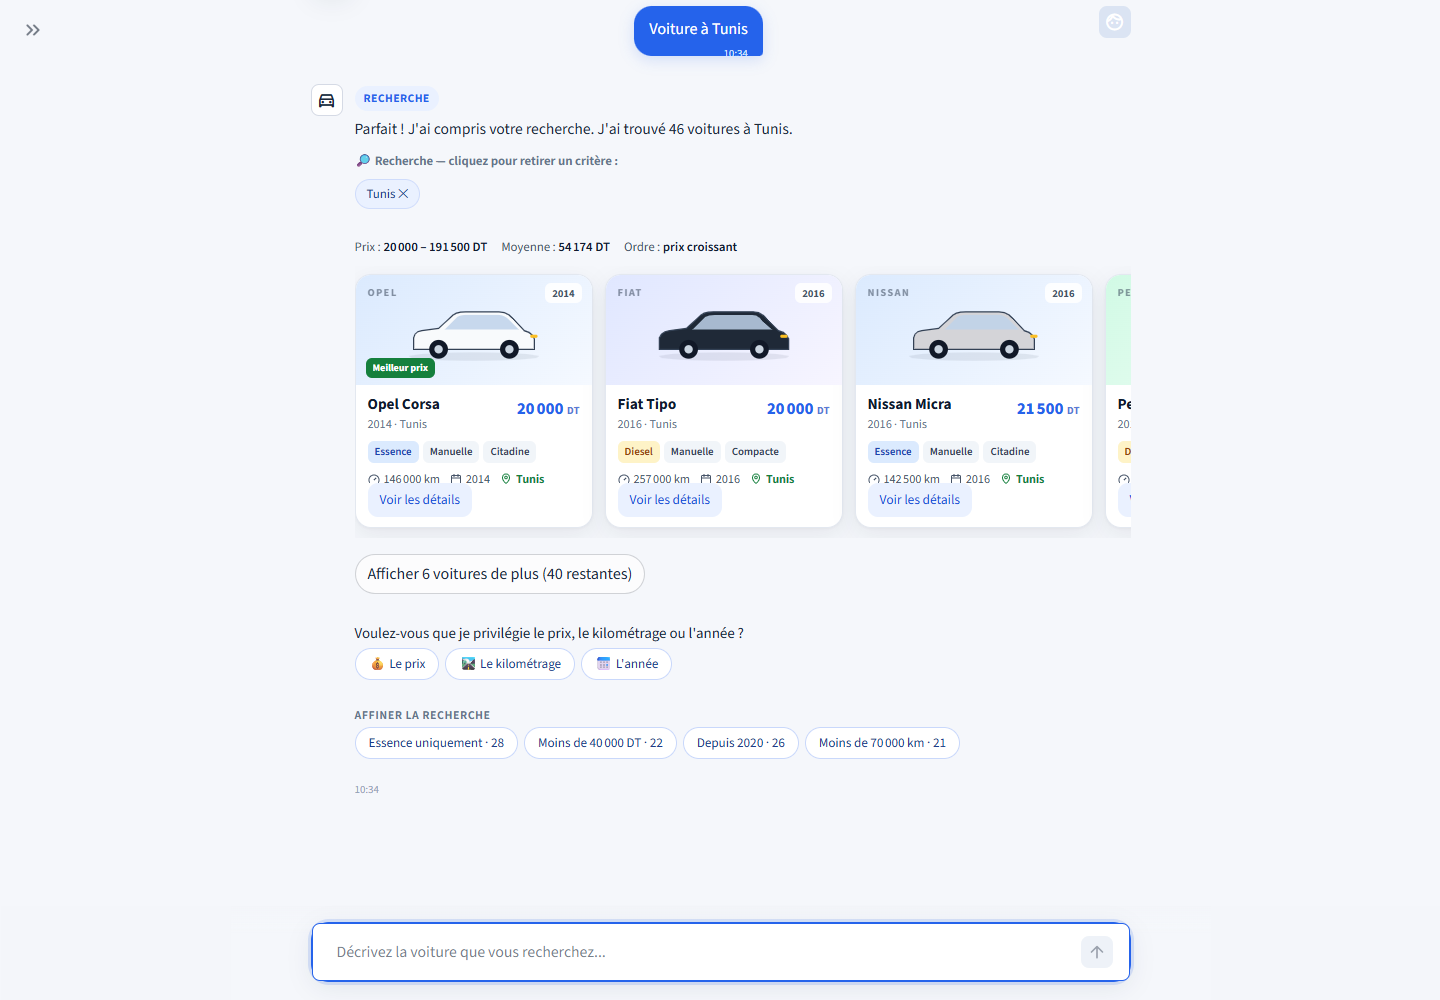 Voiture à Tunis
10:34
RECHERCHE
Parfait ! J'ai compris votre recherche. J'ai trouvé 46 voitures à Tunis.
Recherche — cliquez pour retirer un critère :
Tunis
Prix : 20 000 – 191 500 DT Moyenne : 54 174 DT Ordre : prix croissant
OPEL 2014
Meilleur prix
Opel Corsa 20 000 DT
2014 · Tunis
Essence Manuelle Citadine
146 000 km 2014 Tunis
Voir les détails
FIAT 2016
Fiat Tipo 20 000 DT
2016 · Tunis
Diesel Manuelle Compacte
257 000 km 2016 Tunis
Voir les détails
NISSAN 2016
Nissan Micra 21 500 DT
2016 · Tunis
Essence Manuelle Citadine
142 500 km 2016 Tunis
Voir les détails
Afficher 6 voitures de plus (40 restantes)
Voulez-vous que je privilégie le prix, le kilométrage ou l'année ?
Le prix Le kilométrage L'année
AFFINER LA RECHERCHE
Essence uniquement · 28 Moins de 40 000 DT · 22 Depuis 2020 · 26 Moins de 70 000 km · 21
10:34
Décrivez la voiture que vous recherchez...